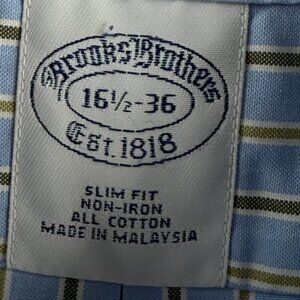 Brooks Brothers
16½-36
Est. 1818
SLIM FIT
NON-IRON
ALL COTTON
MADE IN MALAYSIA